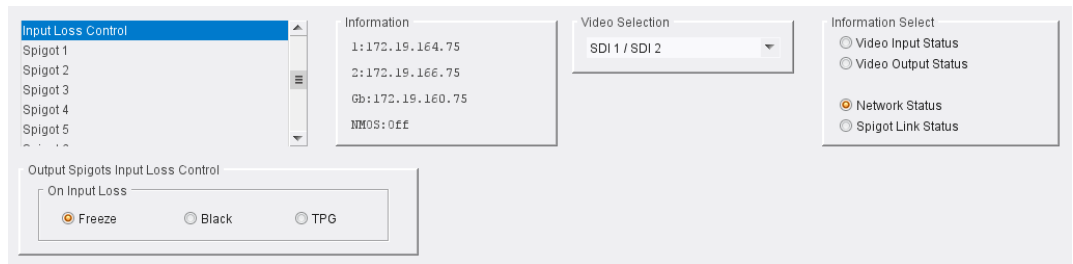 Input Loss Control
Spigot 1
Spigot 2
Spigot 3
Spigot 4
Spigot 5
Information
1:172.19.164.75
2:172.19.166.75
Gb:172.19.160.75
NMOS:Off
Video Selection
SDI 1 / SDI 2
Information Select
Video Input Status
Video Output Status
Network Status
Spigot Link Status
Output Spigots Input Loss Control
On Input Loss
Freeze
Black
TPG